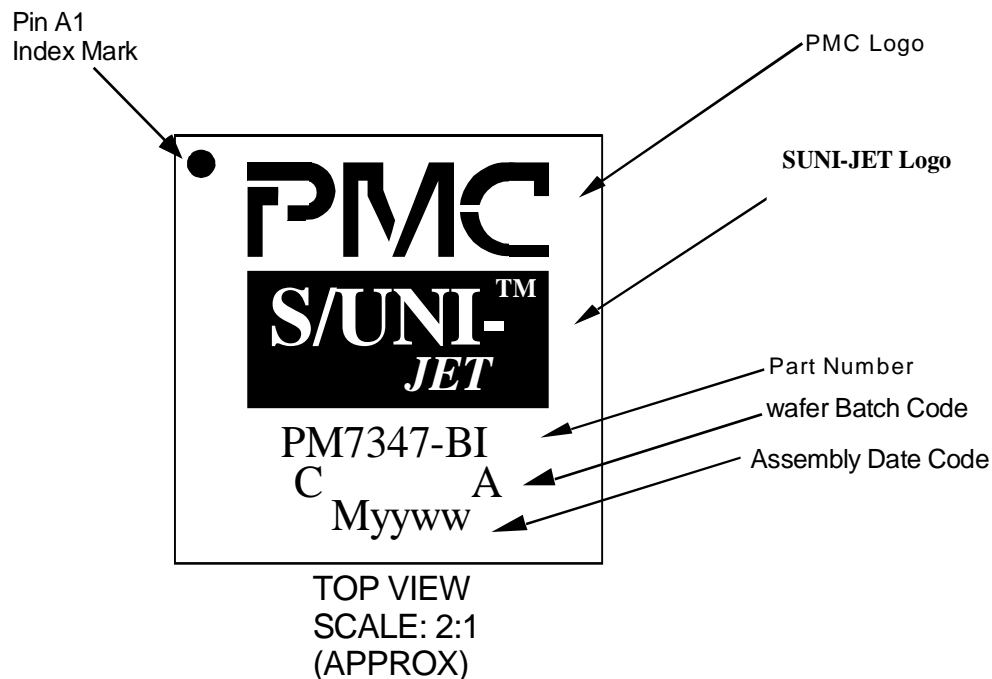 Pin A1
Index Mark
PMC Logo
PMC
SUNI-JET Logo
S/UNI-™
JET
Part Number
PM7347-BI
wafer Batch Code
C A
Assembly Date Code
Myyww
TOP VIEW
SCALE: 2:1
(APPROX)